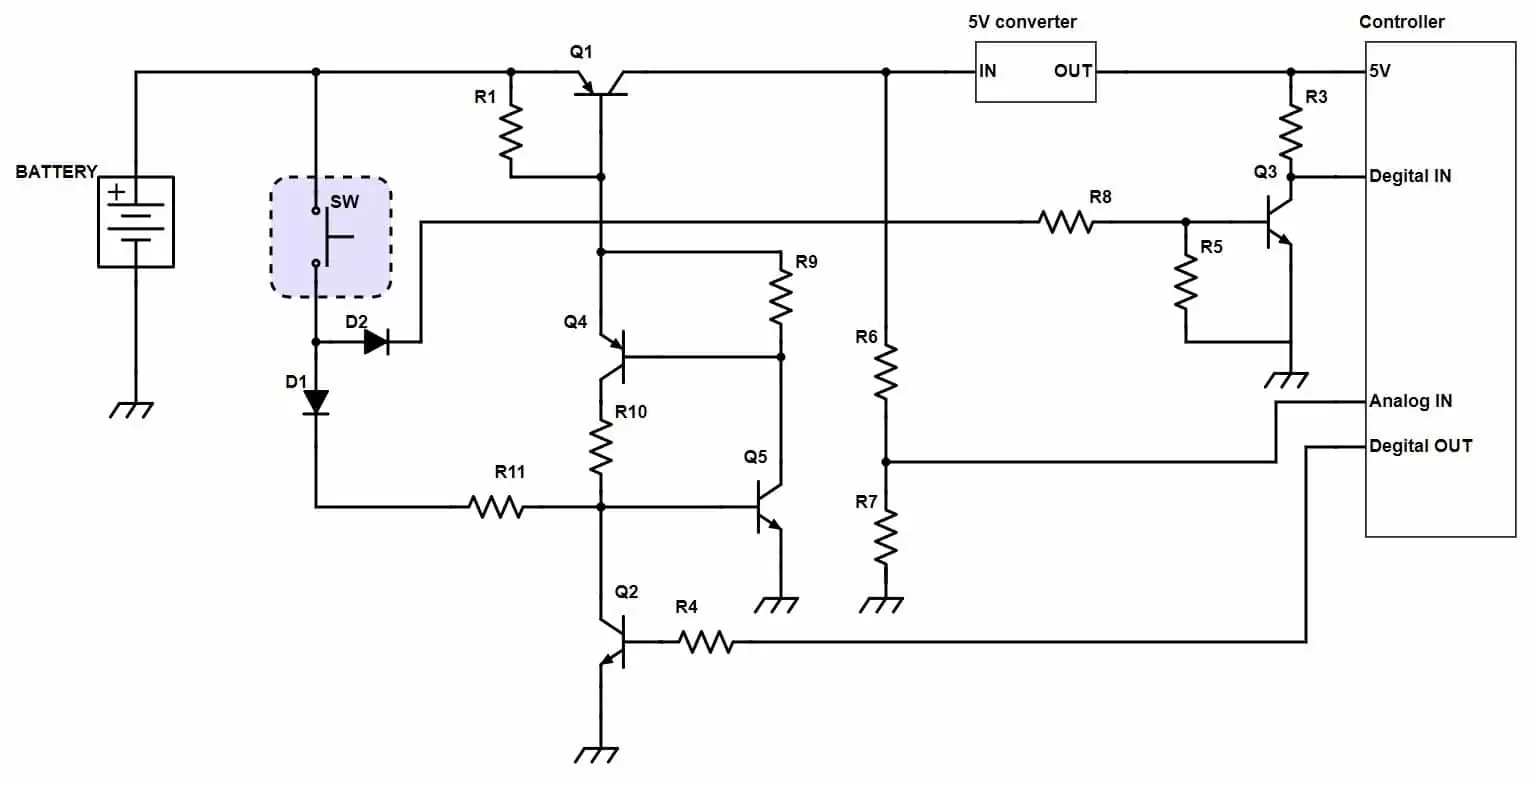 5V converter
Controller
Q1
IN
OUT
5V
R1
R3
BATTERY
+
SW
Q3
Degital IN
R8
R5
R9
D2
Q4
R6
D1
R10
Analog IN
Degital OUT
R11
Q5
R7
Q2
R4